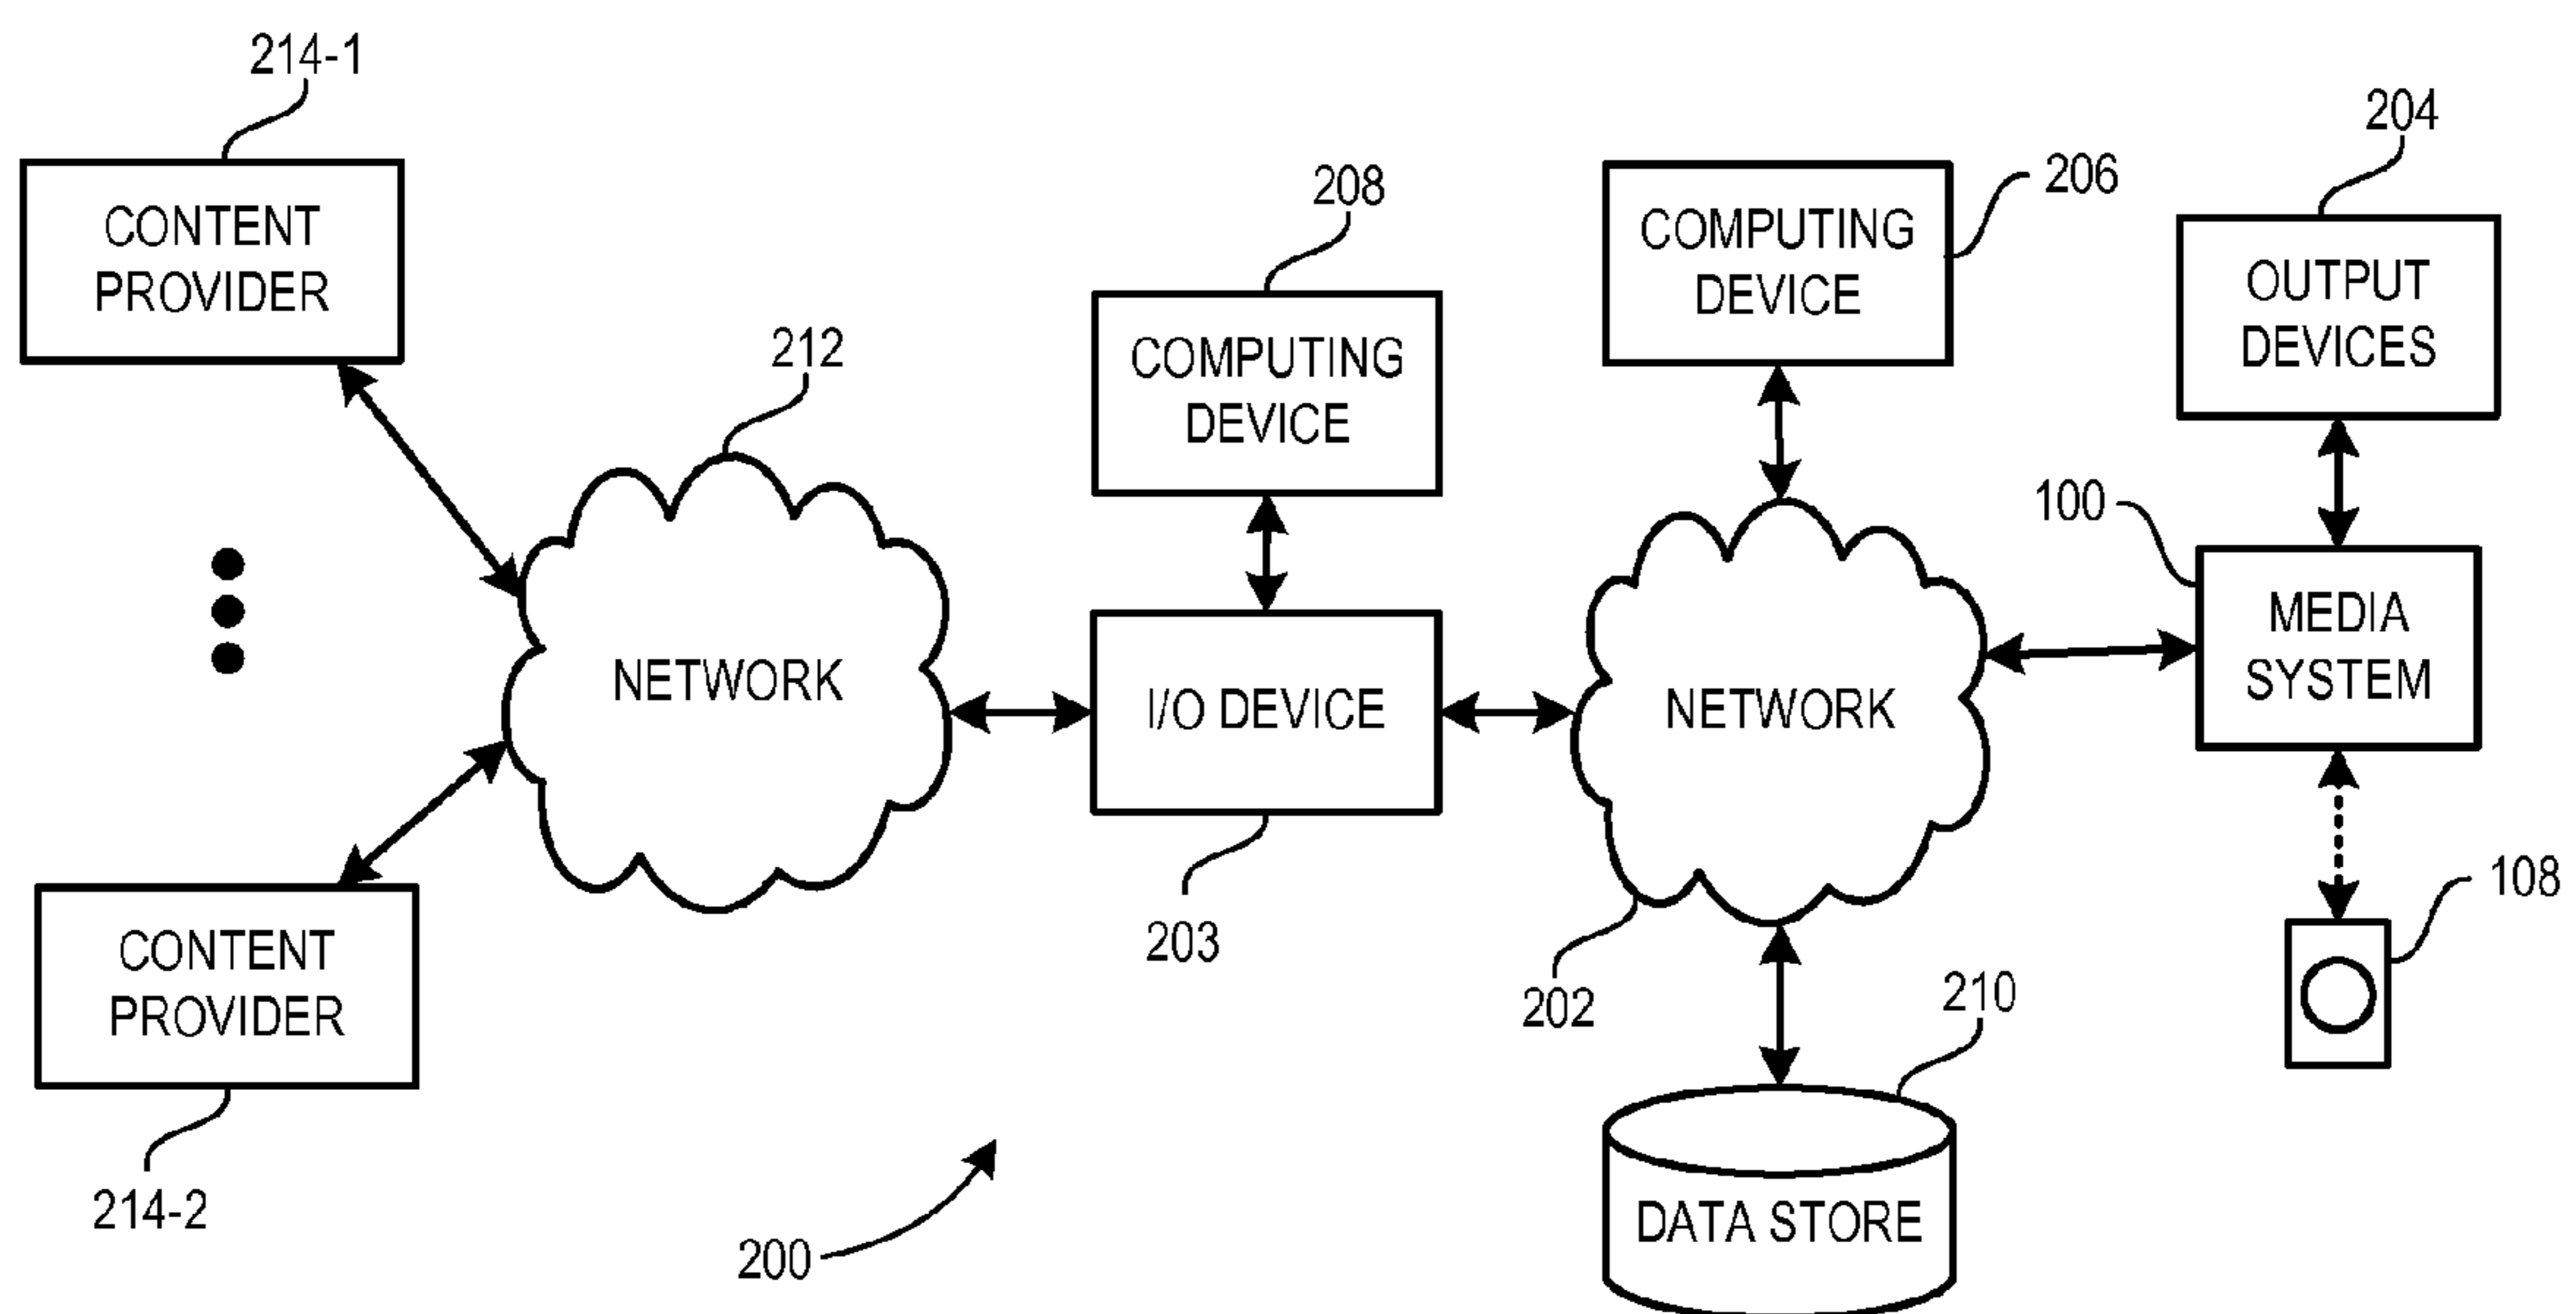 214-1
CONTENT
PROVIDER
212
NETWORK
208
COMPUTING
DEVICE
I/O DEVICE
203
206
COMPUTING
DEVICE
204
OUTPUT
DEVICES
100
MEDIA
SYSTEM
NETWORK
202
108
210
DATA STORE
CONTENT
PROVIDER
214-2
200